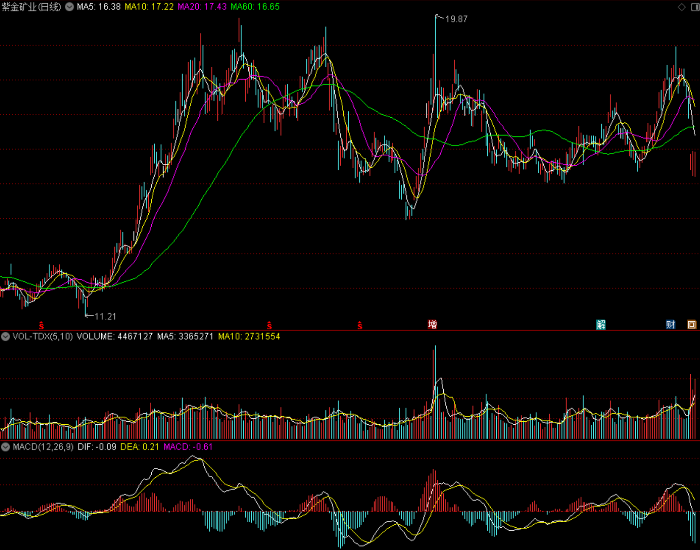 紫金矿业(日线) MA5: 16.38 MA10: 17.22 MA20: 17.43 MA60: 16.65
19.87
11.21
增 解 财 回
VOL-TDX(5,10) VOLUME: 4467127 MA5: 3365271 MA10: 2731554
MACD(12,26,9) DIF: -0.09 DEA: 0.21 MACD: -0.61